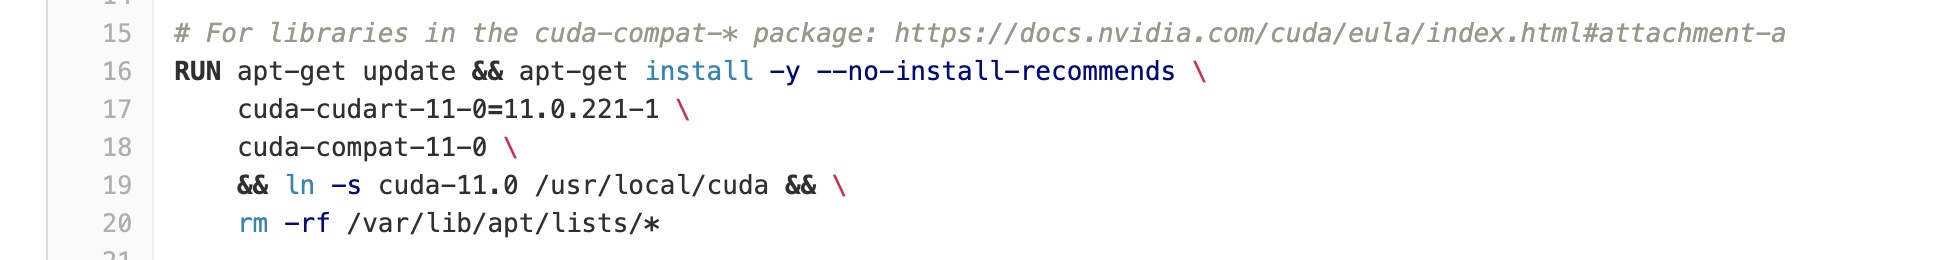 15 # For libraries in the cuda-compat-* package: https://docs.nvidia.com/cuda/eula/index.html#attachment-a
16 RUN apt-get update && apt-get install -y --no-install-recommends \
17 cuda-cudart-11-0=11.0.221-1 \
18 cuda-compat-11-0 \
19 && ln -s cuda-11.0 /usr/local/cuda && \
20 rm -rf /var/lib/apt/lists/*